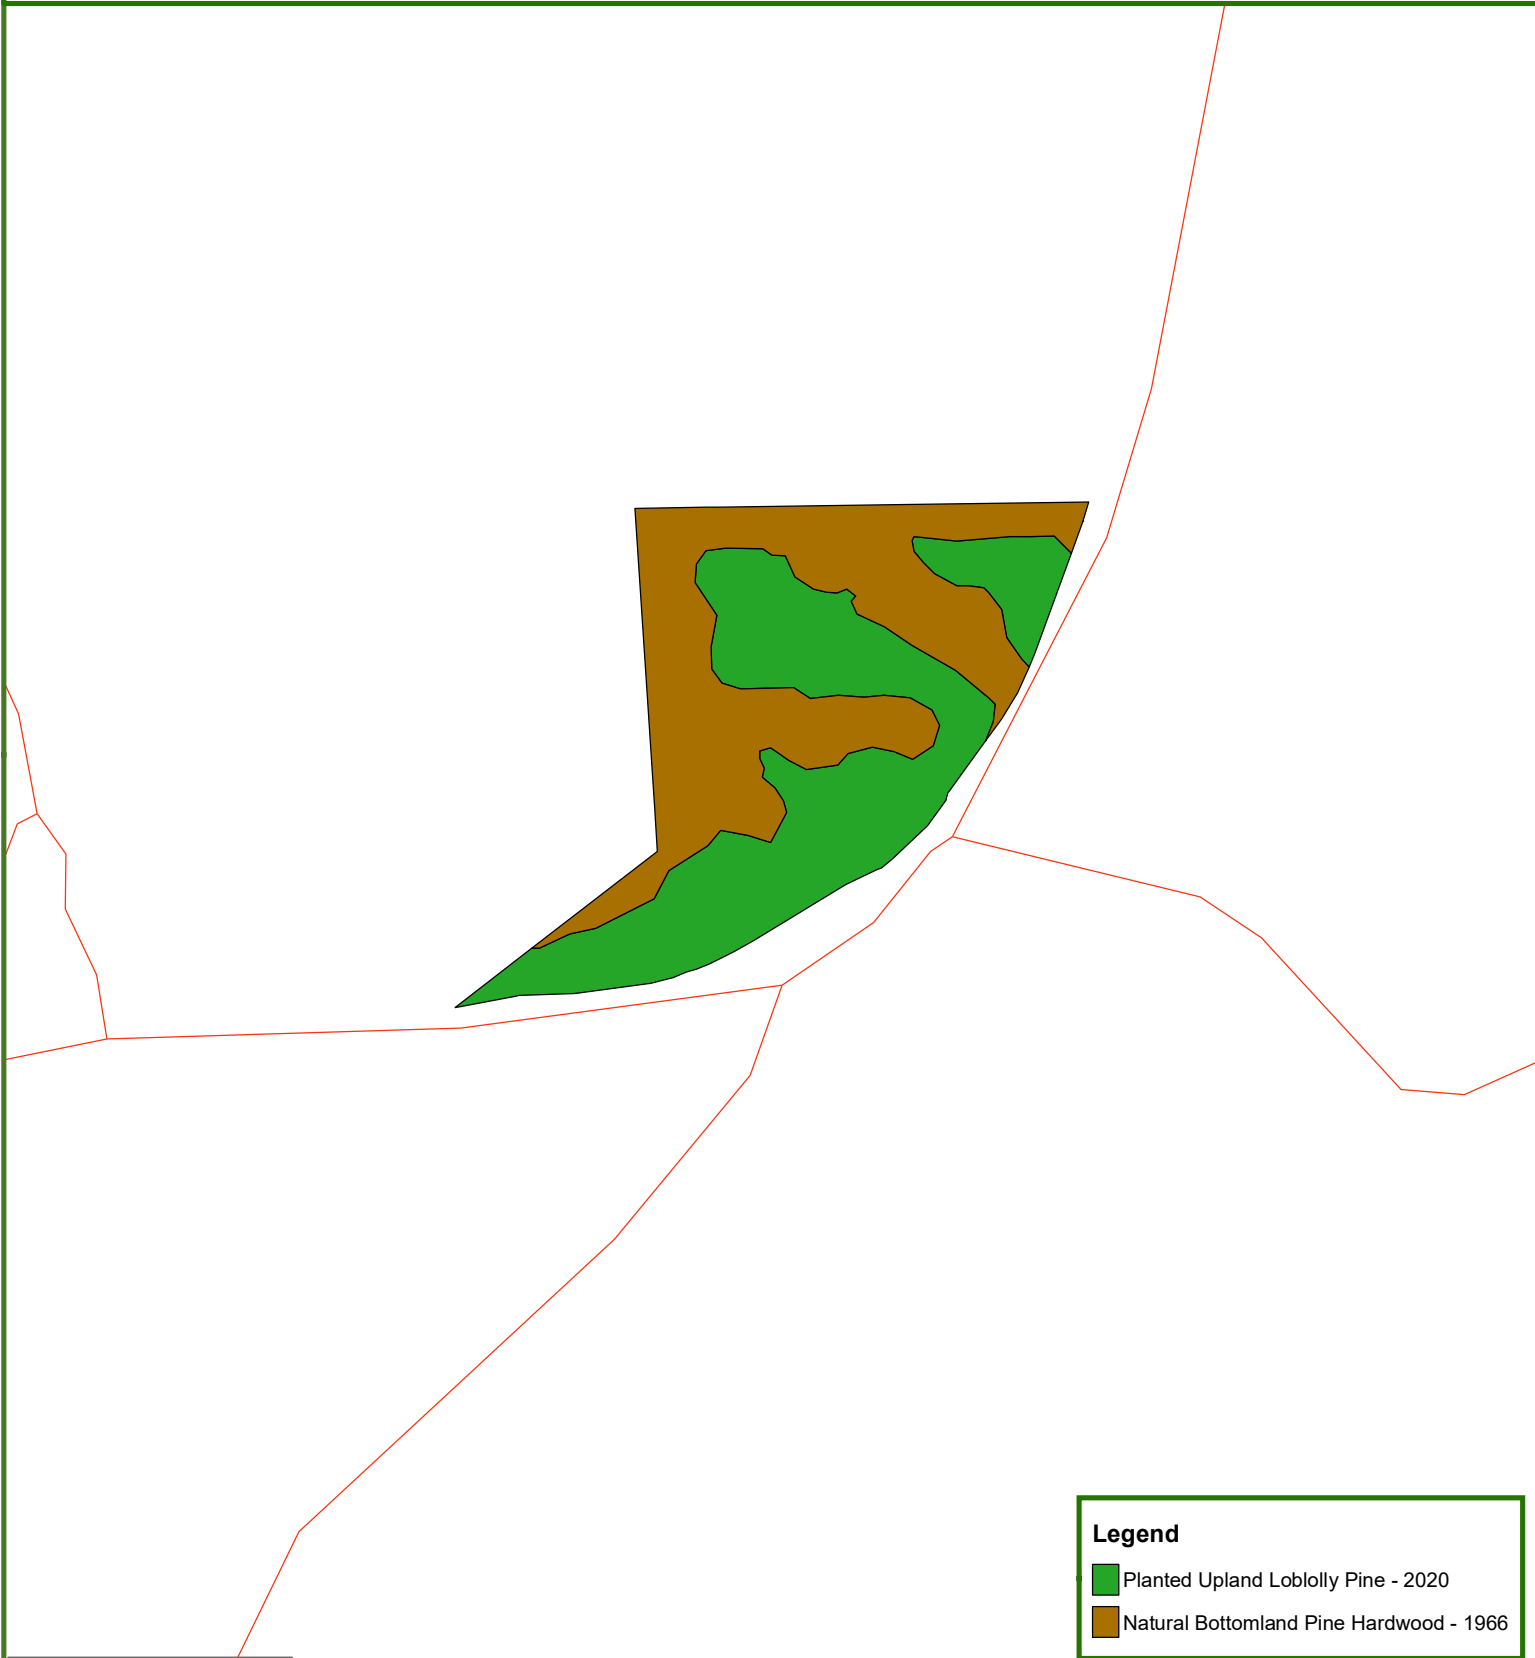 Legend
Planted Upland Loblolly Pine - 2020
Natural Bottomland Pine Hardwood - 1966